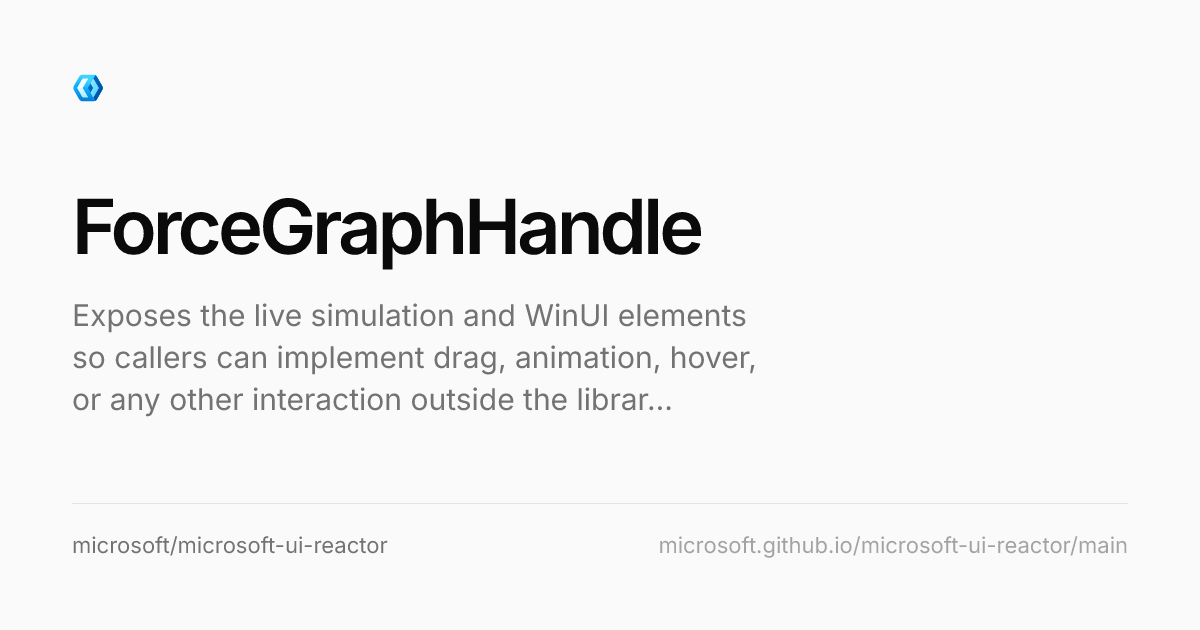 ForceGraphHandle
Exposes the live simulation and WinUI elements
so callers can implement drag, animation, hover,
or any other interaction outside the librar...
microsoft/microsoft-ui-reactor
microsoft.github.io/microsoft-ui-reactor/main